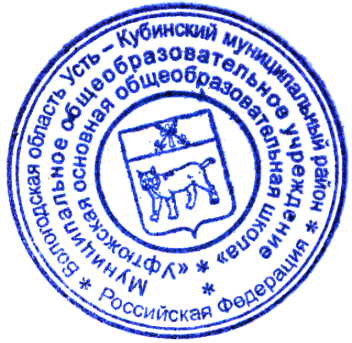 * Вологодская область Усть – Кубинский муниципальный район * Российская Федерация
Муниципальное общеобразовательное учреждение *
«Уфтюжская основная общеобразовательная школа» *